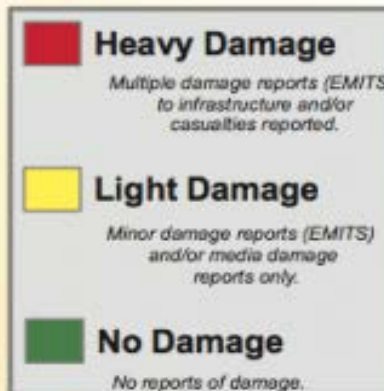 Heavy Damage
Multiple damage reports (EMITS
to infrastructure and/or
casualties reported.
Light Damage
Minor damage reports (EMITS)
and/or media damage
reports only.
No Damage
No reports of damage.